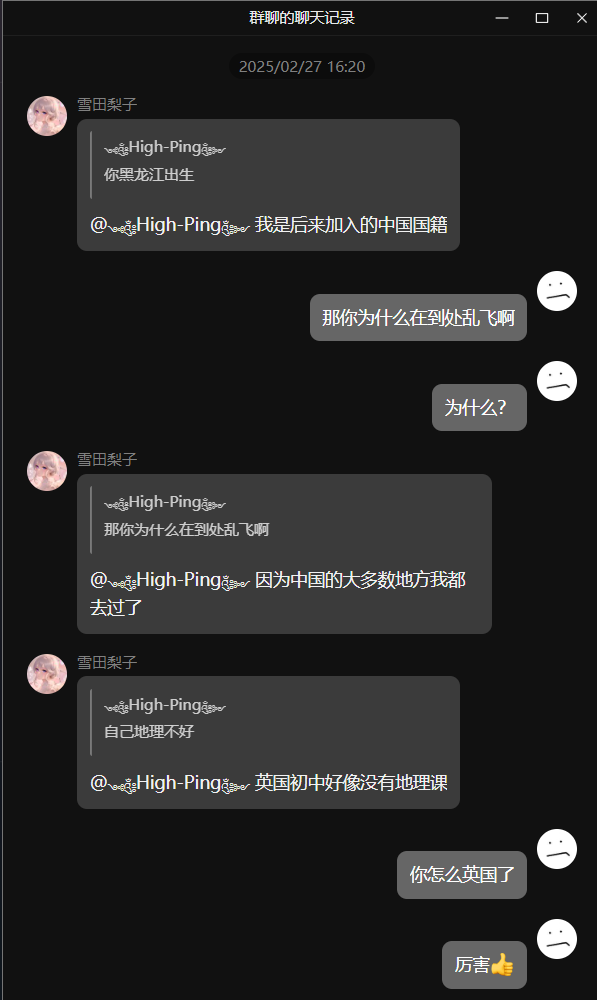 群聊的聊天记录
2025/02/27 16:20
雪田梨子
High-Ping
你黑龙江出生
@High-Ping 我是后来加入的中国国籍
那你为什么在到处乱飞啊
为什么？
雪田梨子
High-Ping
那你为什么在到处乱飞啊
@High-Ping 因为中国的大多数地方我都
去过了
雪田梨子
High-Ping
自己地理不好
@High-Ping 英国初中好像没有地理课
你怎么英国了
厉害👍